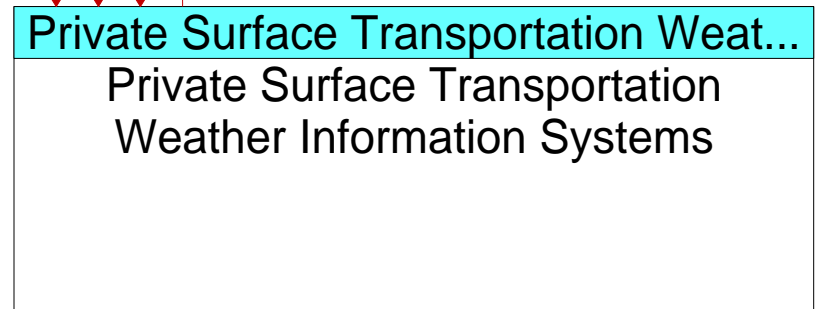 Private Surface Transportation Weat...
Private Surface Transportation
Weather Information Systems